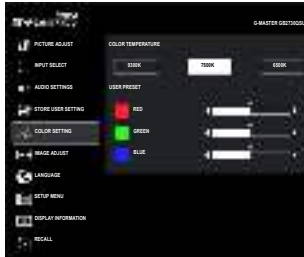 G-MASTER GB2730QSU
PICTURE ADJUST
COLOR TEMPERATURE
INPUT SELECT
9300K
7500K
6500K
AUDIO SETTINGS
USER PRESET
STORE USER SETTING
RED
COLOR SETTING
GREEN
IMAGE ADJUST
BLUE
LANGUAGE
SETUP MENU
DISPLAY INFORMATION
RECALL